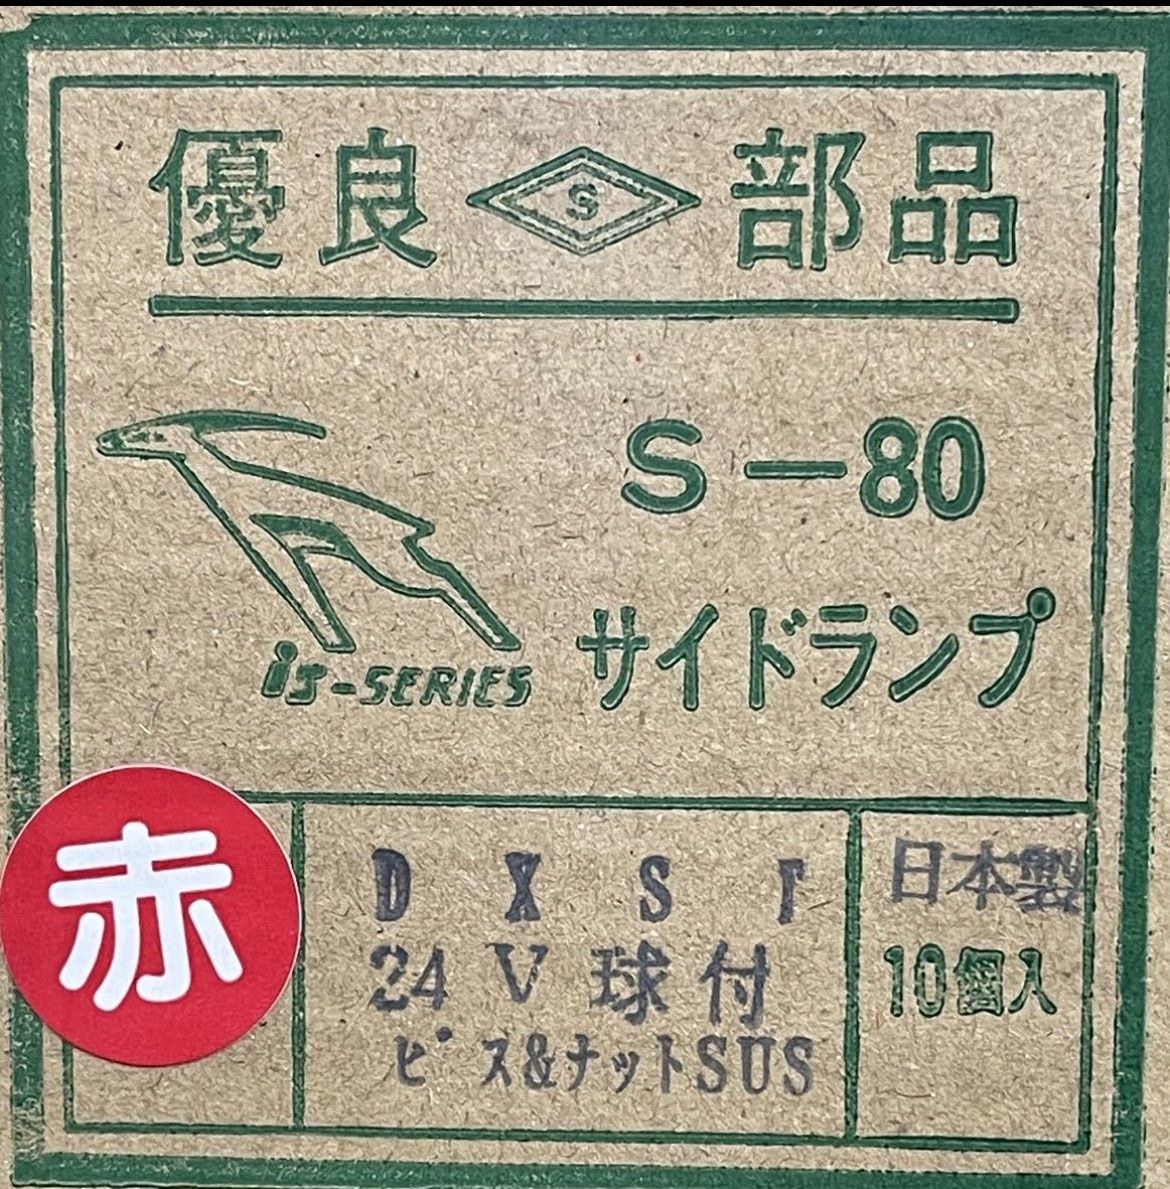 優良 S 部品
S-80
サイドランプ
is-SERIES
赤
DXST
24V球付
ビス&ナットSUS
日本製
10個入